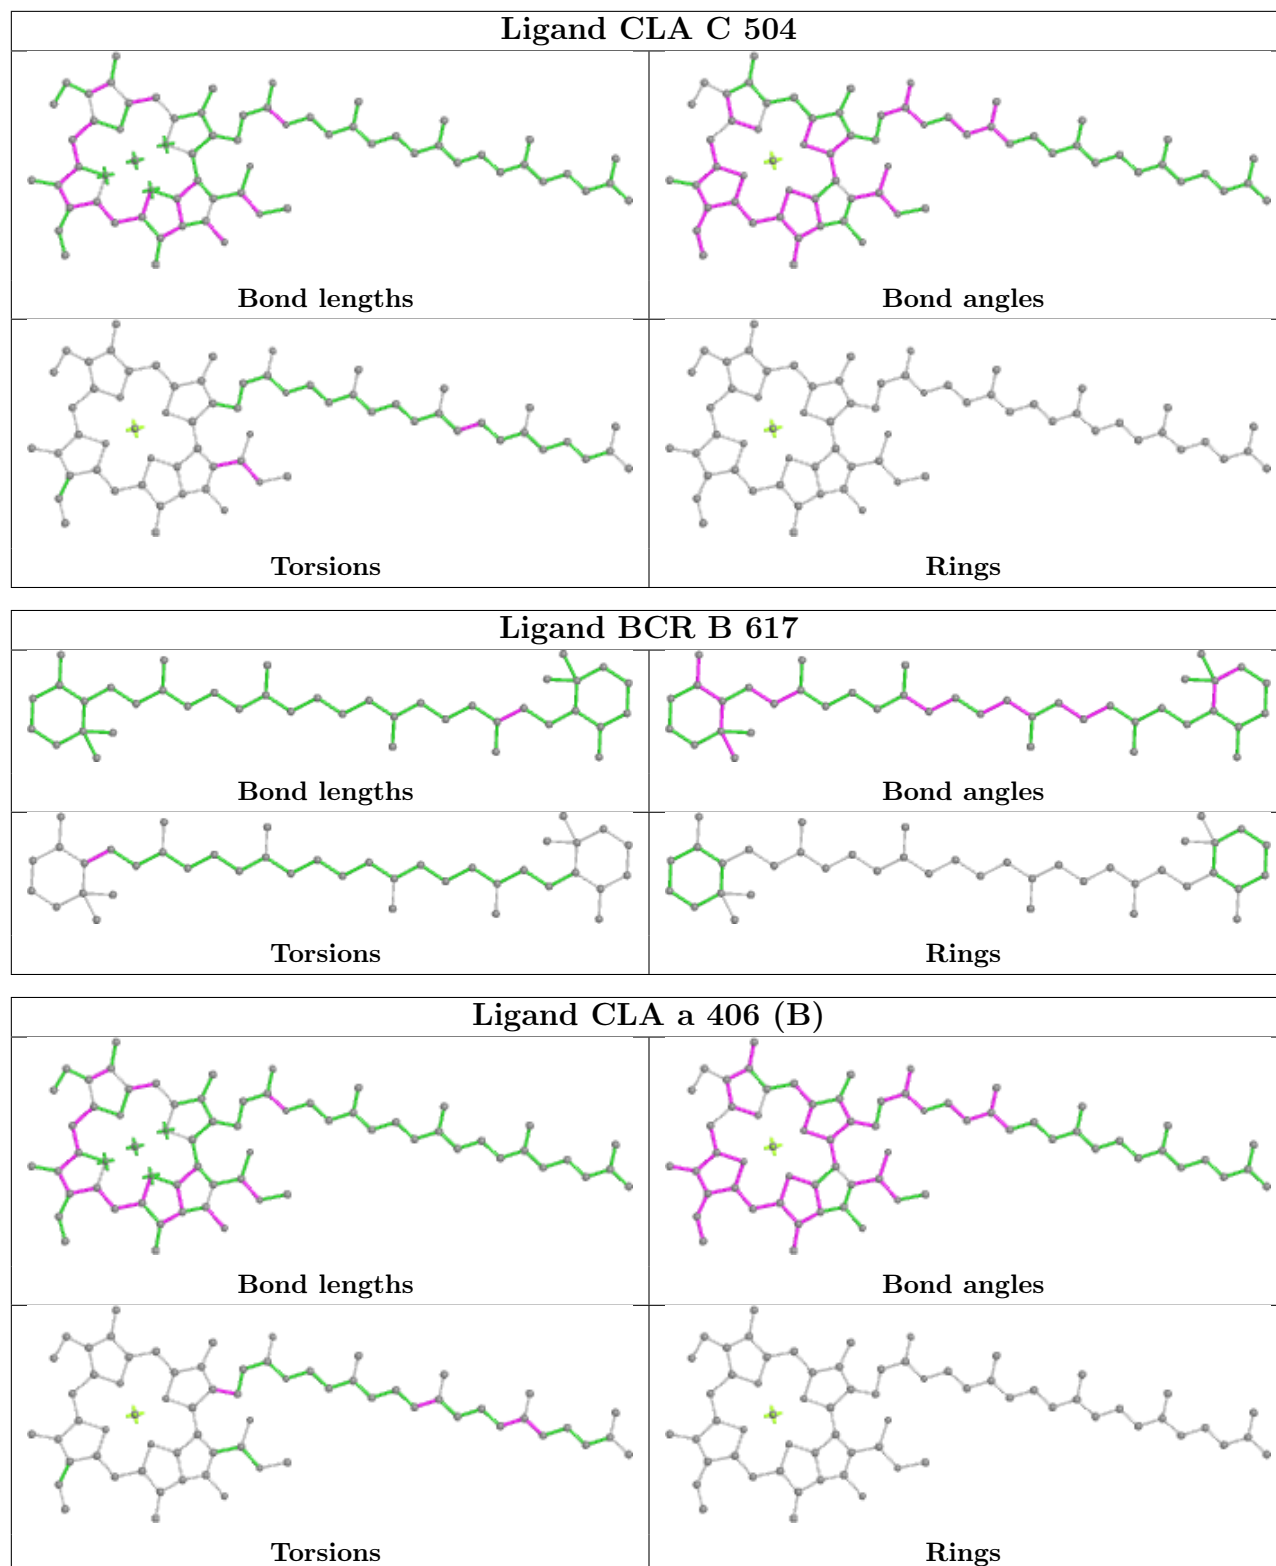 Ligand CLA C 504
Bond lengths
Bond angles
Torsions
Rings
Ligand BCR B 617
Bond lengths
Bond angles
Torsions
Rings
Ligand CLA a 406 (B)
Bond lengths
Bond angles
Torsions
Rings